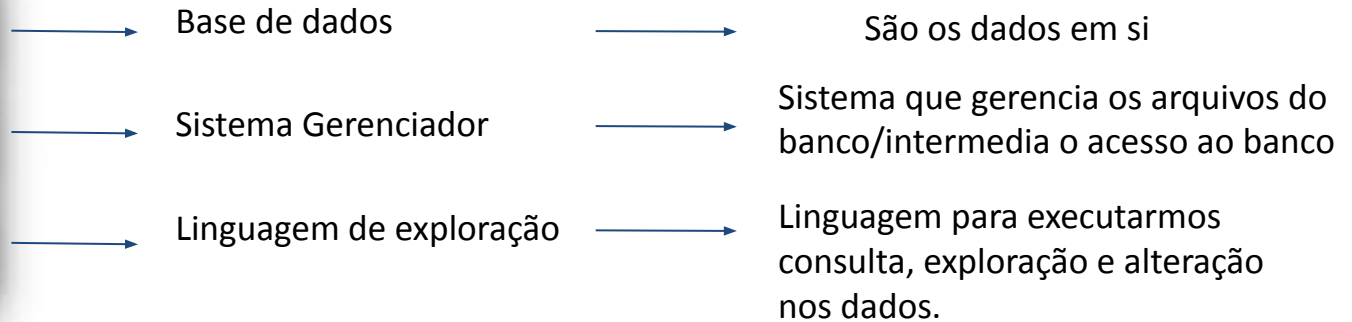 Base de dados
São os dados em si
Sistema Gerenciador
Sistema que gerencia os arquivos do
banco/intermedia o acesso ao banco
Linguagem de exploração
Linguagem para executarmos
consulta, exploração e alteração
nos dados.